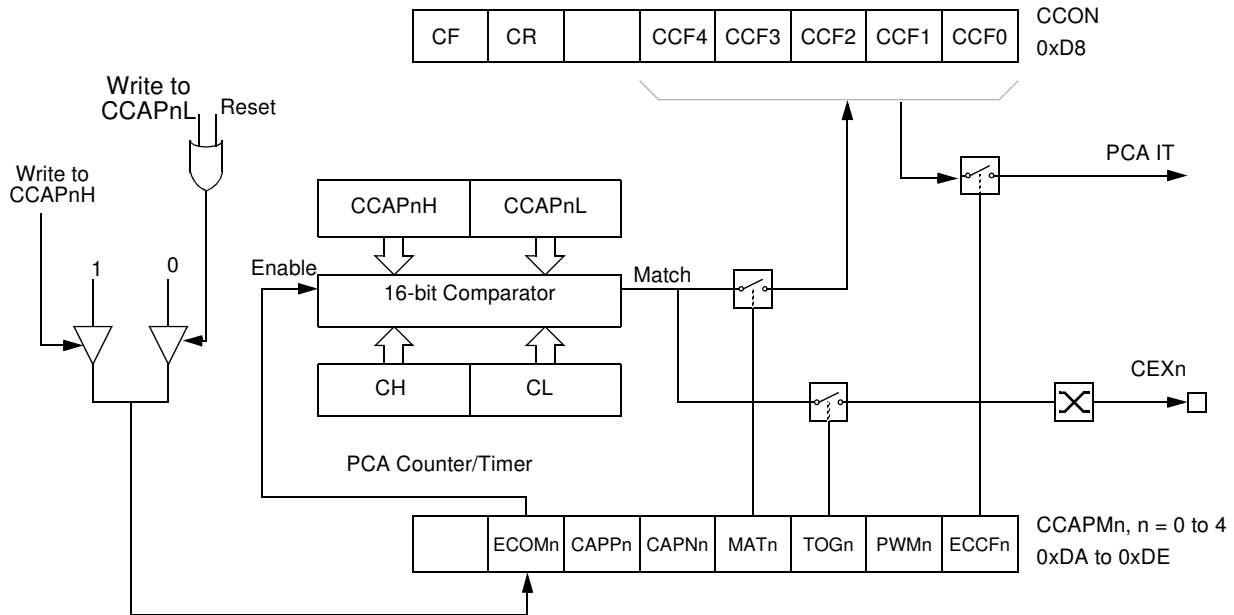 CF CR CCF4 CCF3 CCF2 CCF1 CCF0
CCON
0xD8
Write to
CCAPnL
Reset
Write to
CCAPnH
PCA IT
CCAPnH CCAPnL
1 0
Enable
16-bit Comparator
Match
CH CL
CEXn
PCA Counter/Timer
ECOMn CAPPn CAPNn MATn TOGn PWMn ECCFn
CCAPMn, n = 0 to 4
0xDA to 0xDE